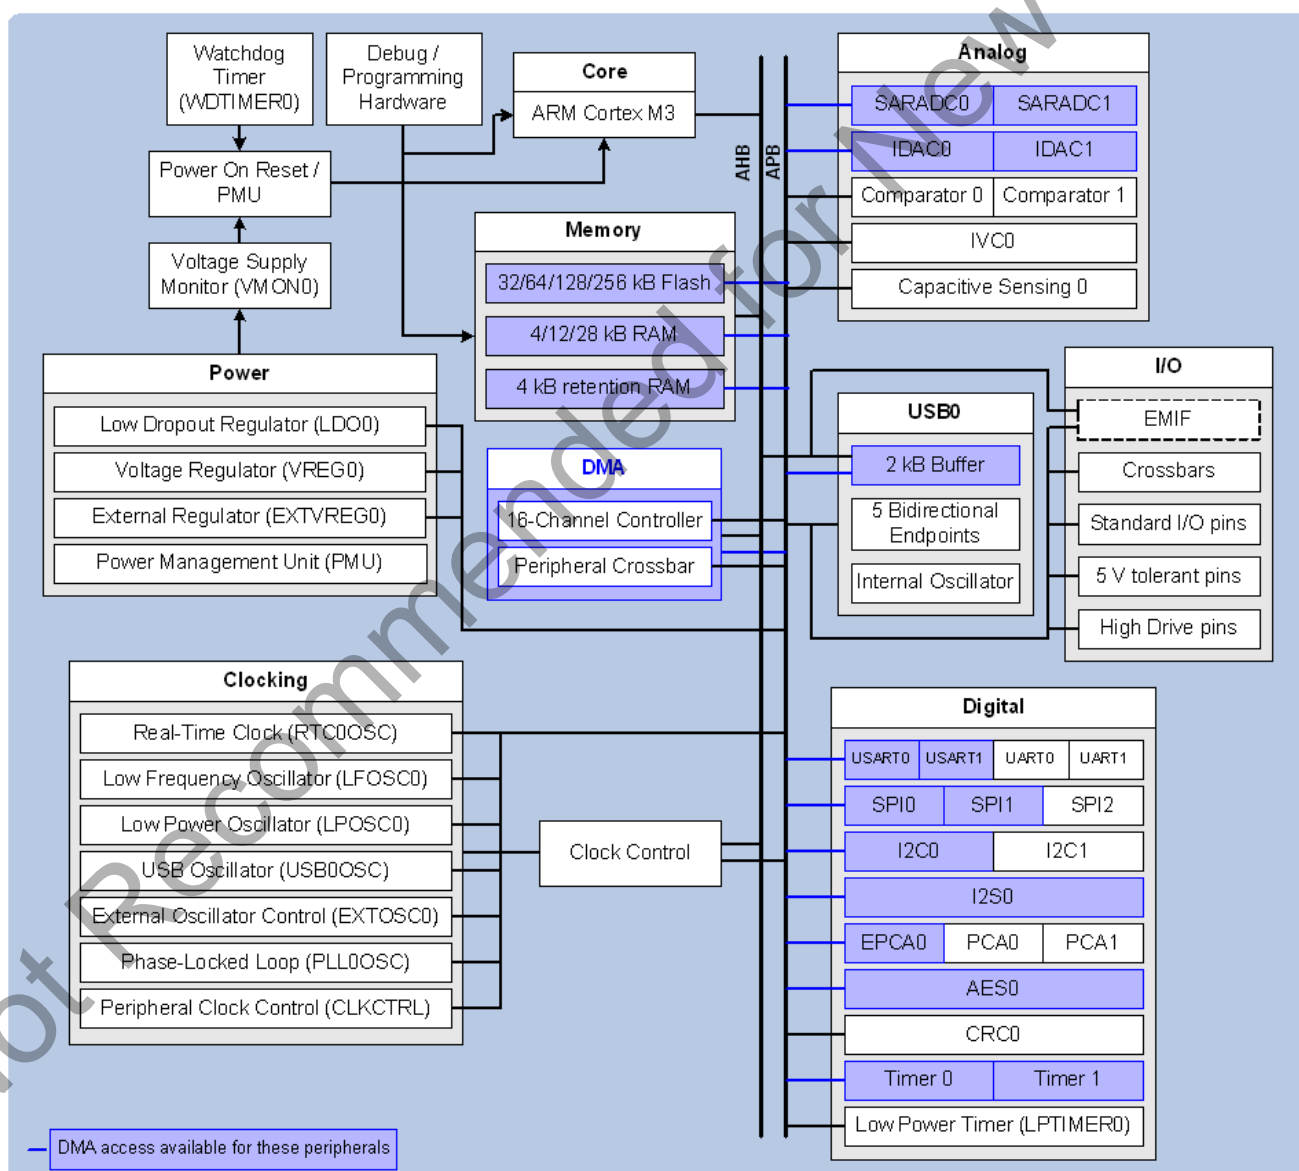 Watchdog
Timer
(WDTIMER0)
Debug /
Programming
Hardware
Core
ARM Cortex M3
Power On Reset /
PMU
Voltage Supply
Monitor (VMON0)
Memory
32/64/128/256 kB Flash
4/12/28 kB RAM
4 kB retention RAM
AHB
APB
Analog
SARADC0
SARADC1
IDAC0
IDAC1
Comparator 0
Comparator 1
IVC0
Capacitive Sensing 0
Power
Low Dropout Regulator (LDO0)
Voltage Regulator (VREG0)
External Regulator (EXTVREG0)
Power Management Unit (PMU)
DMA
16-Channel Controller
Peripheral Crossbar
USB0
2 kB Buffer
5 Bidirectional
Endpoints
Internal Oscillator
I/O
EMIF
Crossbars
Standard I/O pins
5 V tolerant pins
High Drive pins
Clocking
Real-Time Clock (RTC0OSC)
Low Frequency Oscillator (LFOSC0)
Low Power Oscillator (LPOSC0)
USB Oscillator (USB0OSC)
External Oscillator Control (EXTOSC0)
Phase-Locked Loop (PLL0OSC)
Peripheral Clock Control (CLKCTRL)
Clock Control
Digital
USART0
USART1
UART0
UART1
SPI0
SPI1
SPI2
I2C0
I2C1
I2S0
EPCA0
PCA0
PCA1
AES0
CRC0
Timer 0
Timer 1
Low Power Timer (LPTIMER0)
DMA access available for these peripherals
Not Recommended for New